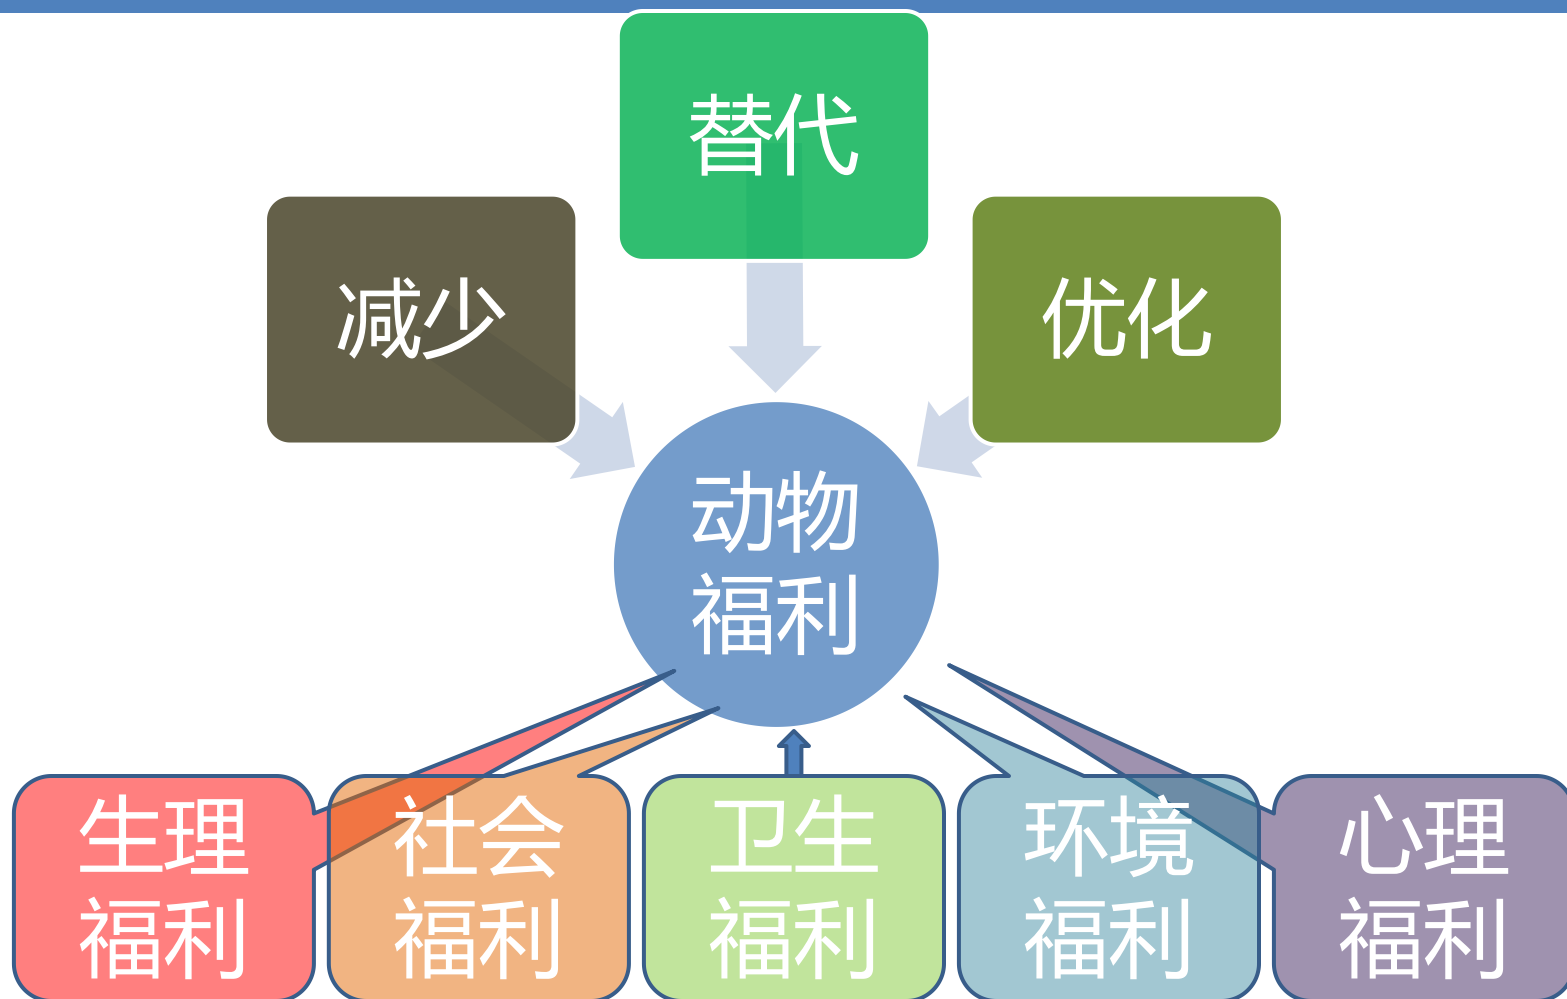 替代
减少
优化
动物
福利
生理
福利
社会
福利
卫生
福利
环境
福利
心理
福利